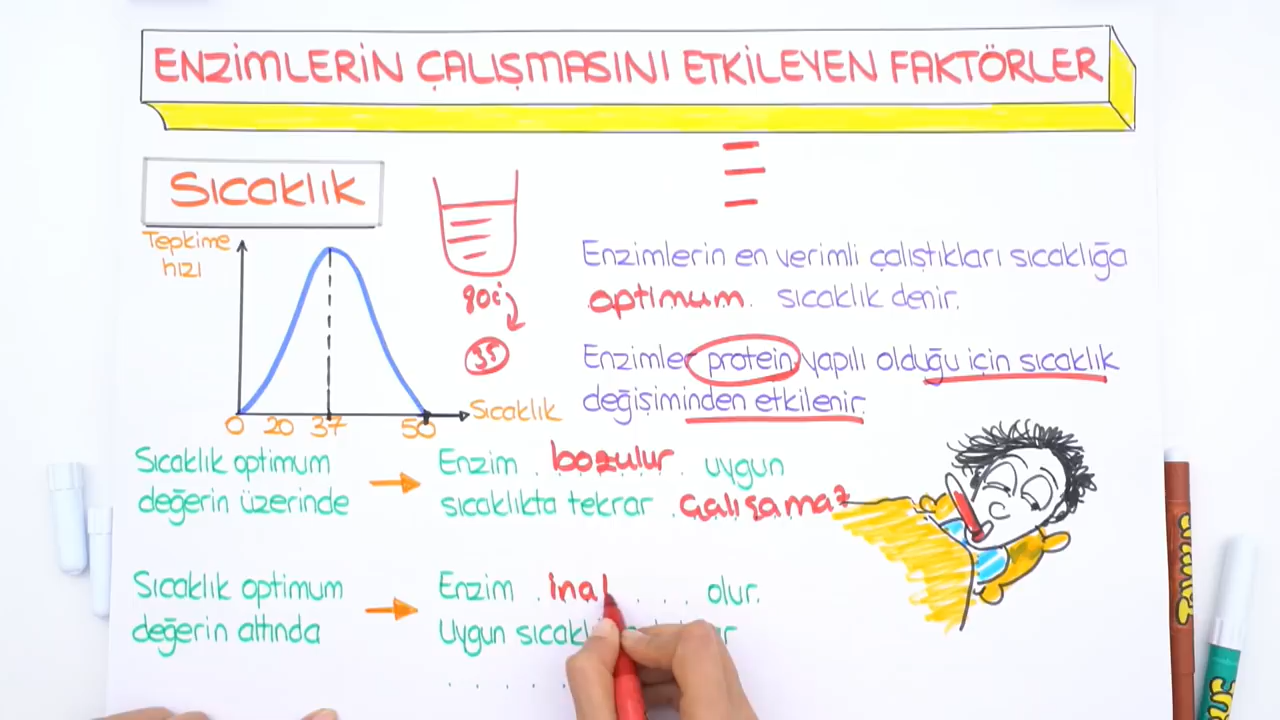 ENZİMLERİN ÇALIŞMASINI ETKİLEYEN FAKTÖRLER
Sıcaklık
Tepkime
hızı
Sıcaklık
0 20 37 50
35
Enzimlerin en verimli çalıştıkları sıcaklığa
optimum. sıcaklık denir.
Enzimler protein yapılı olduğu için sıcaklık
değişiminden etkilenir.
Sıcaklık optimum
değerin üzerinde
Enzim bozulur. uygun
sıcaklıkta tekrar çalışamaz
Sıcaklık optimum
değerin altında
Enzim olur.
Uygun